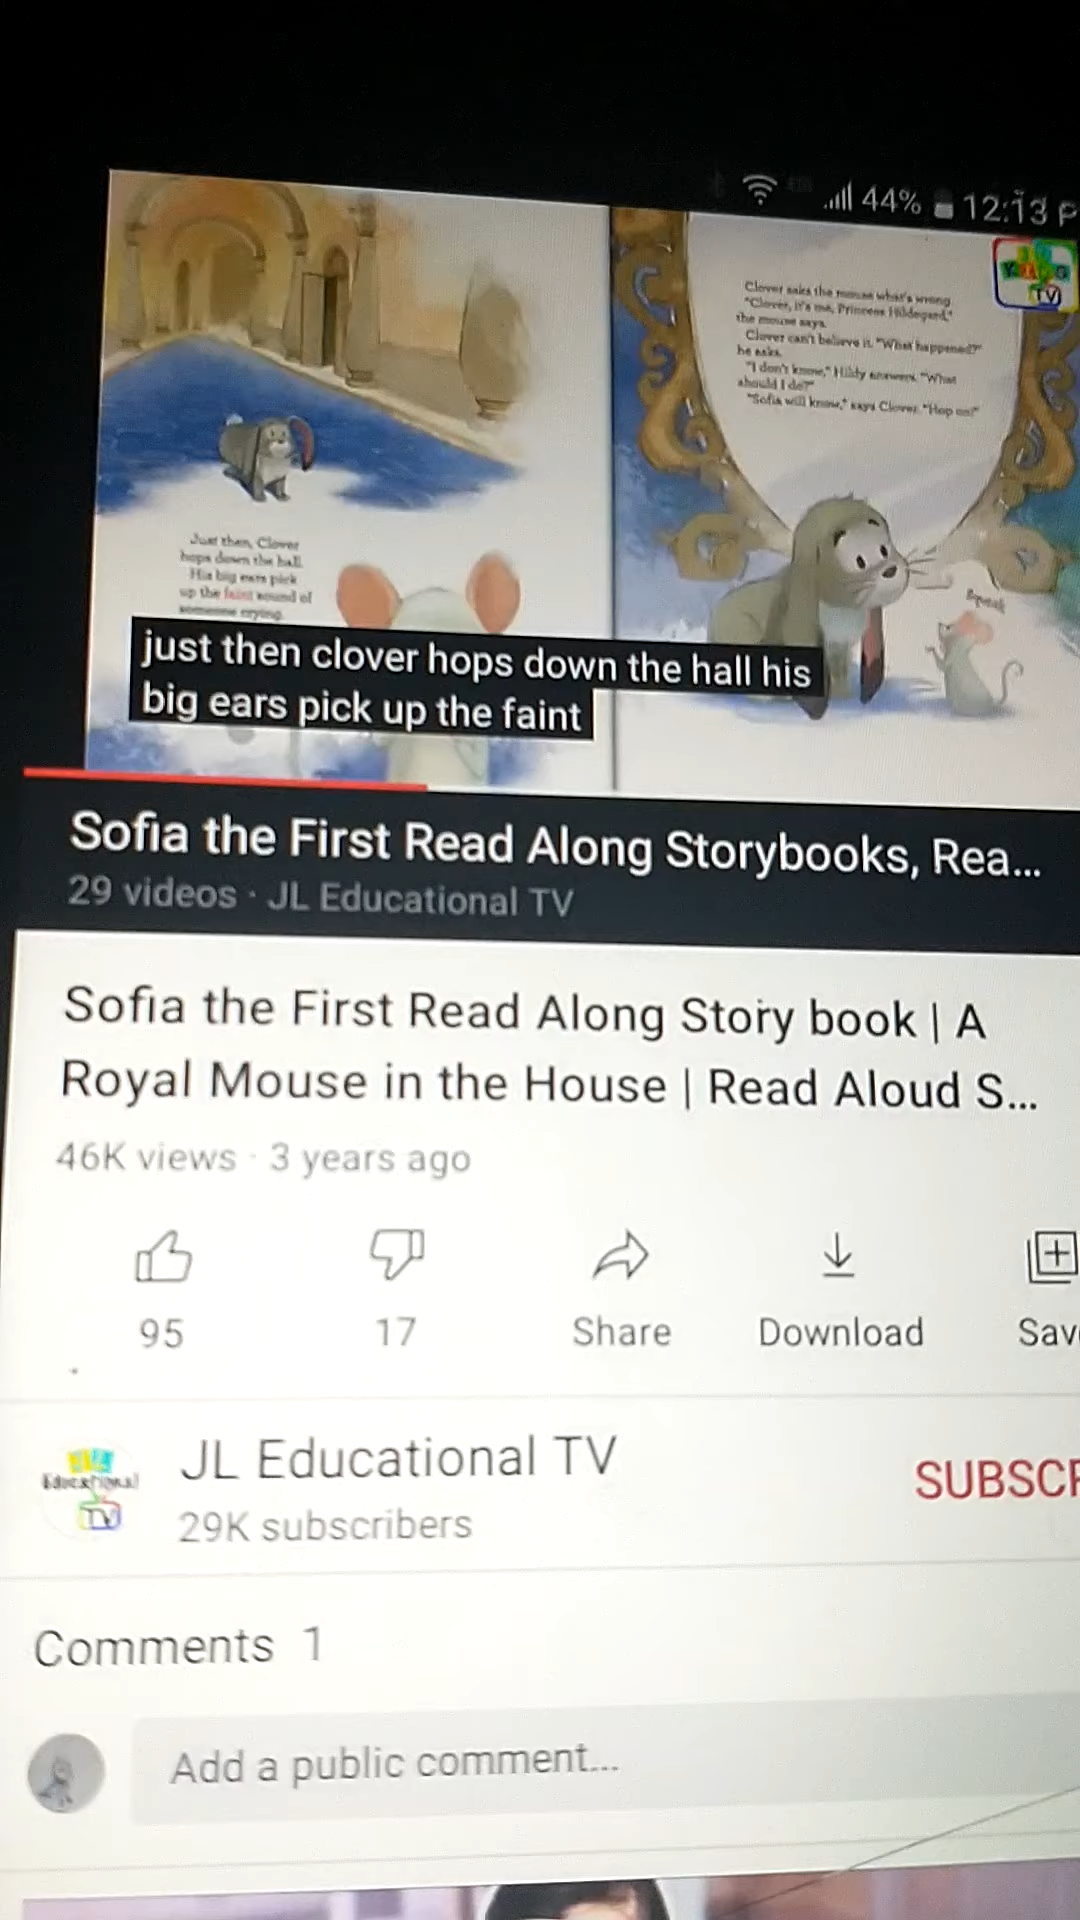 44% 12:13 P
TV
Clover asks the mouse what's wrong.
"Clover, it's me, Princess Hildegard,"
the mouse says.
Clover can't believe it. "What happened?"
he asks.
"I don't know," Hildy answers. "What
should I do?"
"Sofia will know," says Clover. "Hop on!"
Just then, Clover
hops down the hall.
His big ears pick
up the faint sound of
someone crying.
Squeak
just then clover hops down the hall his
big ears pick up the faint
Sofia the First Read Along Storybooks, Rea...
29 videos · JL Educational TV
Sofia the First Read Along Story book | A
Royal Mouse in the House | Read Aloud S...
46K views · 3 years ago
95 17 Share Download Sav
Educational
TV
JL Educational TV
29K subscribers
SUBSCR
Comments 1
Add a public comment...